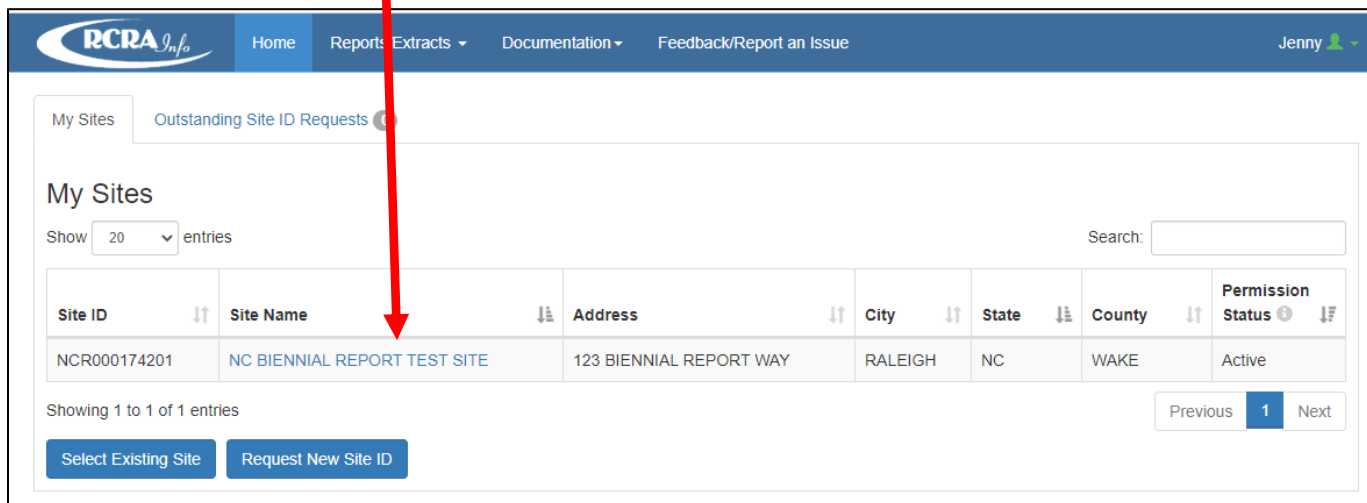 RCRAInfo Home Reports/Extracts Documentation Feedback/Report an Issue Jenny
My Sites Outstanding Site ID Requests
My Sites
Show 20 entries Search:
Site ID Site Name Address City State County Permission Status
NCR000174201 NC BIENNIAL REPORT TEST SITE 123 BIENNIAL REPORT WAY RALEIGH NC WAKE Active
Showing 1 to 1 of 1 entries Previous 1 Next
Select Existing Site Request New Site ID